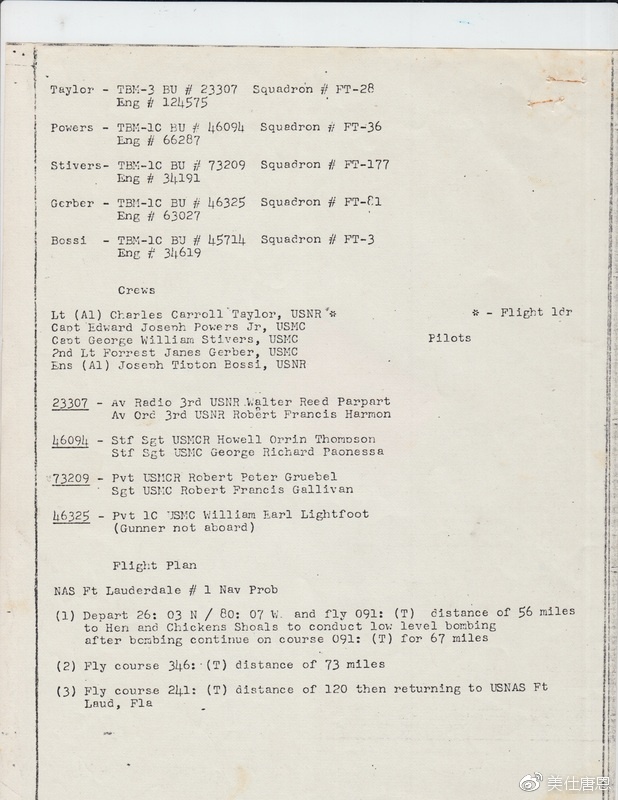 Taylor - TBM-3 BU # 23307 Squadron # FT-28
Eng # 124575
Powers - TBM-1C BU # 46094 Squadron # FT-36
Eng # 66287
Stivers- TBM-1C BU # 73209 Squadron # FT-177
Eng # 34191
Gerber - TBM-1C BU # 46325 Squadron # FT-81
Eng # 63027
Bossi - TBM-1C BU # 45714 Squadron # FT-3
Eng # 34619
Crews
Lt (A1) Charles Carroll Taylor, USNR * * - Flight ldr
Capt Edward Joseph Powers Jr, USMC
Capt George William Stivers, USMC Pilots
2nd Lt Forrest Janes Gerber, USMC
Ens (A1) Joseph Tipton Bossi, USNR
23307 - Av Radio 3rd USNR Walter Reed Parpart
Av Ord 3rd USNR Robert Francis Harmon
46094 - Stf Sgt USMCR Howell Orrin Thompson
Stf Sgt USMC George Richard Paonessa
73209 - Pvt USMCR Robert Peter Gruebel
Sgt USMC Robert Francis Gallivan
46325 - Pvt 1C USMC William Earl Lightfoot
(Gunner not aboard)
Flight Plan
NAS Ft Lauderdale # 1 Nav Prob
(1) Depart 26: 03 N / 80: 07 W. and fly 091: (T) distance of 56 miles
to Hen and Chickens Shoals to conduct low level bombing
after bombing continue on course 091: (T) for 67 miles
(2) Fly course 346: (T) distance of 73 miles
(3) Fly course 241: (T) distance of 120 then returning to USNAS Ft
Laud, Fla
美仕唐恩